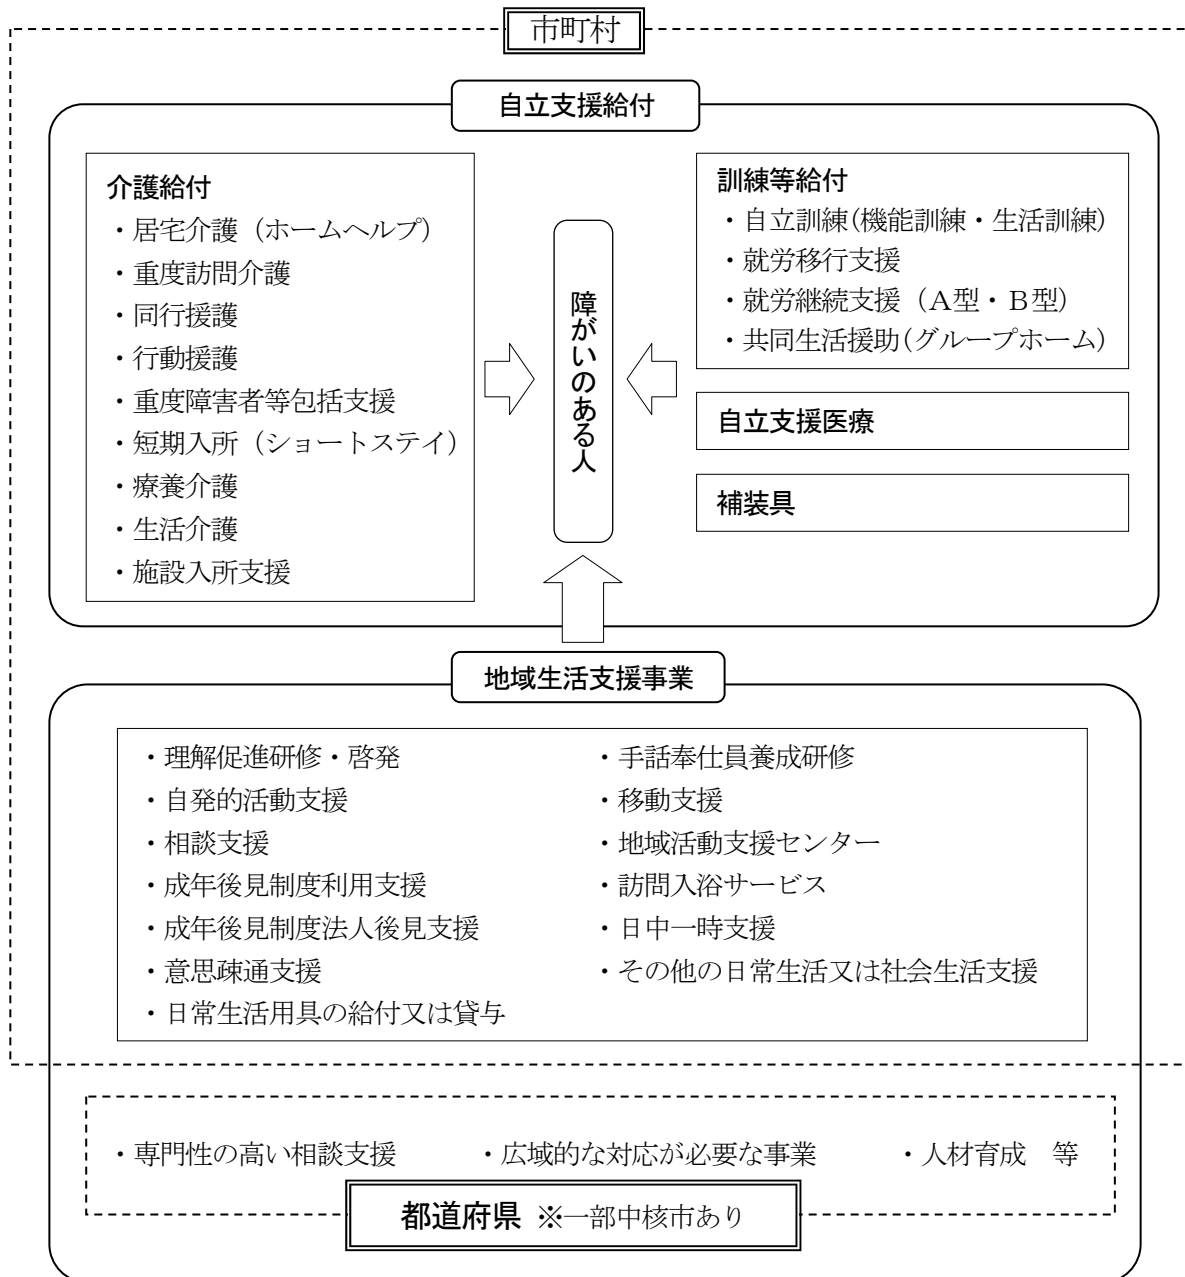 市町村
自立支援給付
介護給付
・居宅介護（ホームヘルプ）
・重度訪問介護
・同行援護
・行動援護
・重度障害者等包括支援
・短期入所（ショートステイ）
・療養介護
・生活介護
・施設入所支援
障がいのある人
訓練等給付
・自立訓練(機能訓練・生活訓練)
・就労移行支援
・就労継続支援（Ａ型・Ｂ型）
・共同生活援助(グループホーム)
自立支援医療
補装具
地域生活支援事業
・理解促進研修・啓発
・自発的活動支援
・相談支援
・成年後見制度利用支援
・成年後見制度法人後見支援
・意思疎通支援
・日常生活用具の給付又は貸与
・手話奉仕員養成研修
・移動支援
・地域活動支援センター
・訪問入浴サービス
・日中一時支援
・その他の日常生活又は社会生活支援
・専門性の高い相談支援　・広域的な対応が必要な事業　・人材育成　等
都道府県 ※一部中核市あり